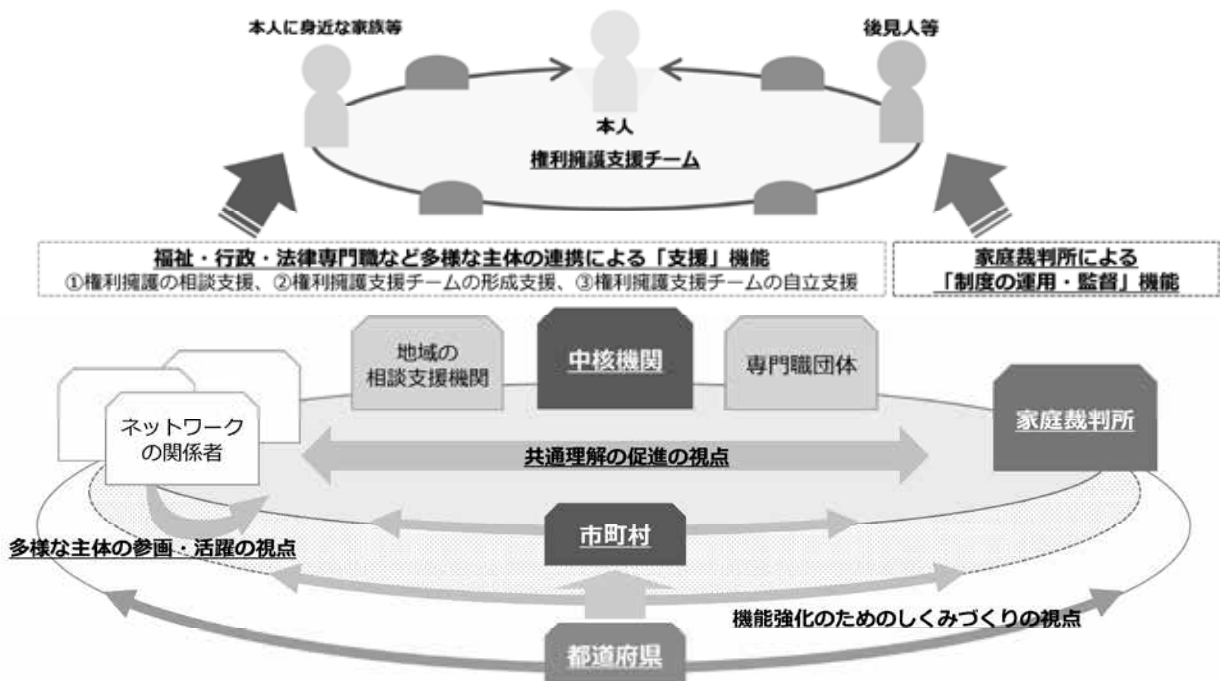 本人に身近な家族等
後見人等
本人
権利擁護支援チーム
福祉・行政・法律専門職など多様な主体の連携による「支援」機能
①権利擁護の相談支援、②権利擁護支援チームの形成支援、③権利擁護支援チームの自立支援
家庭裁判所による
「制度の運用・監督」機能
地域の
相談支援機関
中核機関
専門職団体
ネットワーク
の関係者
家庭裁判所
共通理解の促進の視点
市町村
多様な主体の参画・活躍の視点
機能強化のためのしくみづくりの視点
都道府県